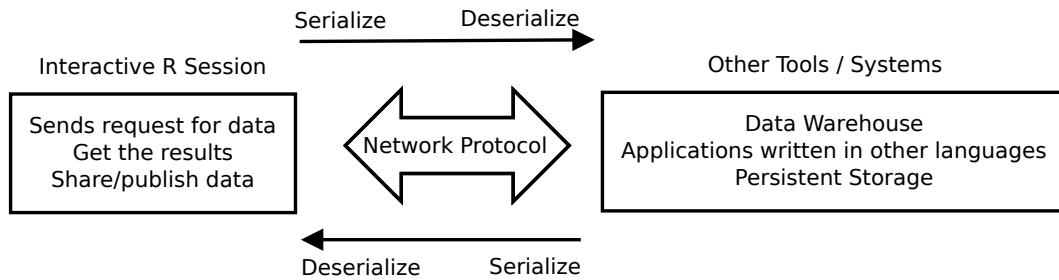 Serialize Deserialize
Interactive R Session
Other Tools / Systems
Sends request for data
Get the results
Share/publish data
Network Protocol
Data Warehouse
Applications written in other languages
Persistent Storage
Deserialize Serialize